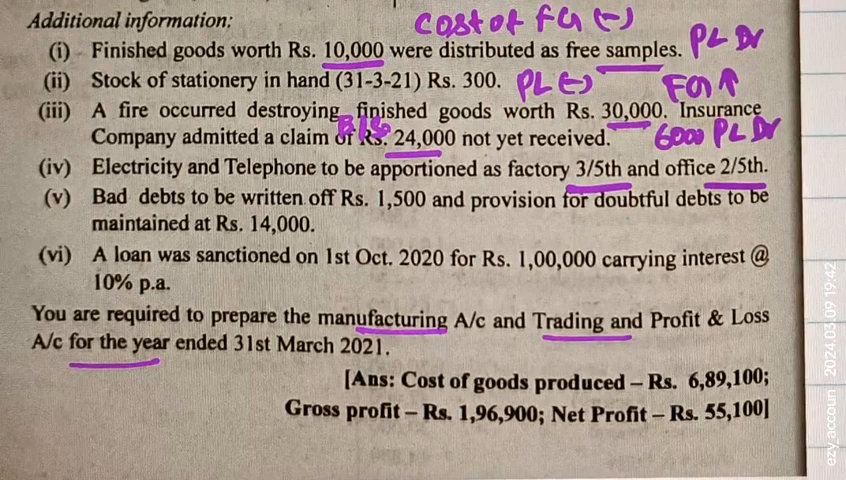 Additional information:
cost of FG (-)
(i) Finished goods worth Rs. 10,000 were distributed as free samples. PL Dr
(ii) Stock of stationery in hand (31-3-21) Rs. 300. PL (-) FG ↑
(iii) A fire occurred destroying finished goods worth Rs. 30,000. Insurance
Company admitted a claim of Rs. 24,000 not yet received. B/S 6000 PL Dr
(iv) Electricity and Telephone to be apportioned as factory 3/5th and office 2/5th.
(v) Bad debts to be written off Rs. 1,500 and provision for doubtful debts to be
maintained at Rs. 14,000.
(vi) A loan was sanctioned on 1st Oct. 2020 for Rs. 1,00,000 carrying interest @
10% p.a.
You are required to prepare the manufacturing A/c and Trading and Profit & Loss
A/c for the year ended 31st March 2021.
[Ans: Cost of goods produced – Rs. 6,89,100;
Gross profit – Rs. 1,96,900; Net Profit – Rs. 55,100]
ezy_accoun 2024.03.09 19:42